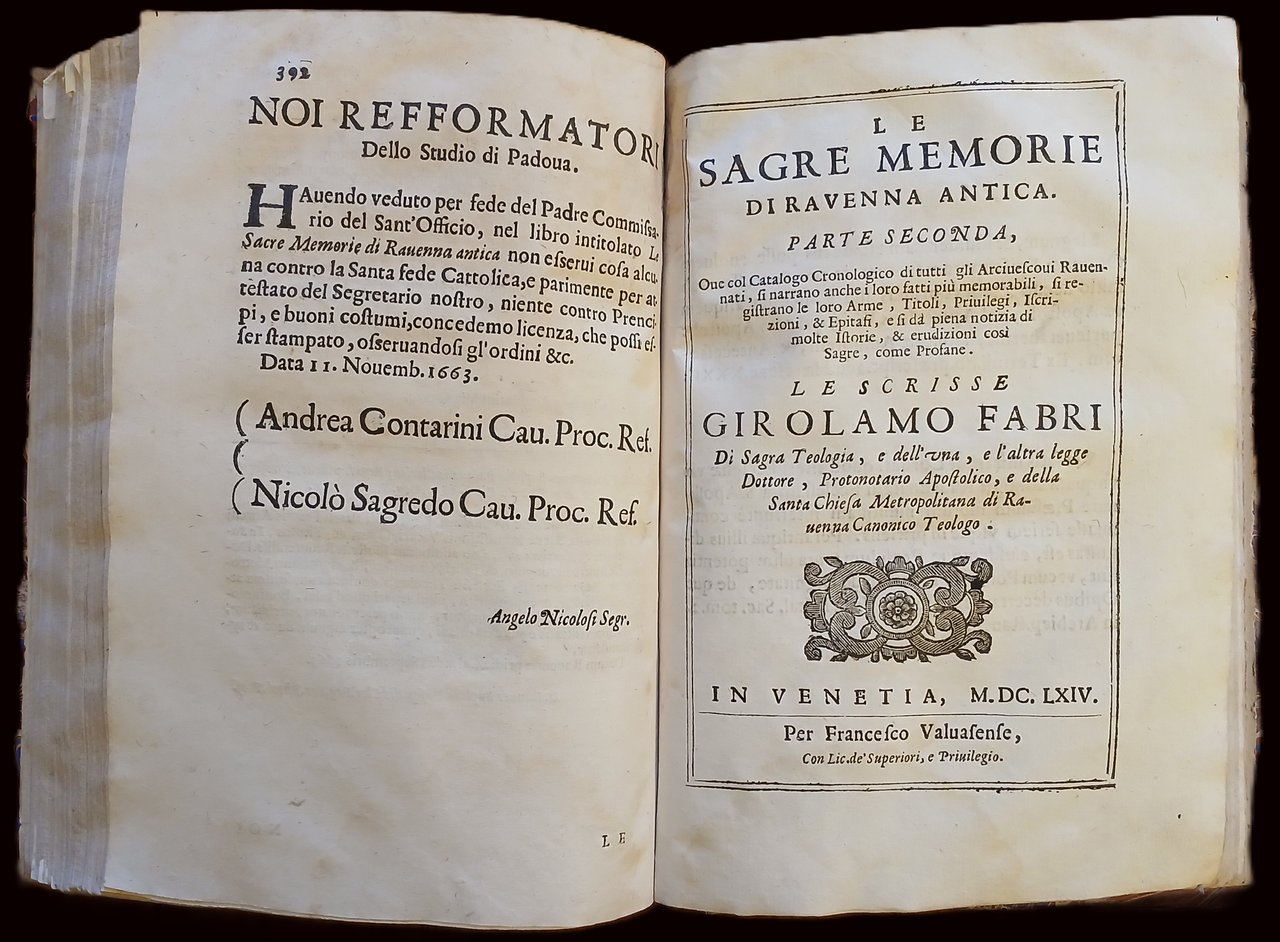 392
NOI REFFORMATORI
Dello Studio di Padoua.
HAuendo veduto per fede del Padre Commiſsa-
rio del Sant'Officio, nel libro intitolato Le
Sacre Memorie di Rauenna antica non eſserui coſa alcu-
na contro la Santa fede Cattolica, e parimente per at-
teſtato del Segretario noſtro, niente contro Prenci-
pi, e buoni coſtumi, concedemo licenza, che poſſi eſ-
ſer ſtampato, oſseruandoſi gl'ordini &c.
Data 11. Nouemb. 1663.
( Andrea Contarini Cau. Proc. Ref.
(
( Nicolò Sagredo Cau. Proc. Ref.
Angelo Nicoloſi Segr.
L E
L E
SAGRE MEMORIE
DI RAVENNA ANTICA.
PARTE SECONDA,
Oue col Catalogo Cronologico di tutti gli Arciueſcoui Rauen-
nati, ſi narrano anche i loro fatti più memorabili, ſi re-
giſtrano le loro Arme, Titoli, Priuilegi, Iſcri-
zioni, & Epitafi, e ſi dà piena notizia di
molte Iſtorie, & erudizioni così
Sagre, come Profane.
LE SCRISSE
GIROLAMO FABRI
Di Sagra Teologia, e dell'vna, e l'altra legge
Dottore, Protonotario Apoſtolico, e della
Santa Chieſa Metropolitana di Ra-
uenna Canonico Teologo.
IN VENETIA, M.DC.LXIV.
Per Franceſco Valuaſenſe,
Con Lic. de' Superiori, e Priuilegio.